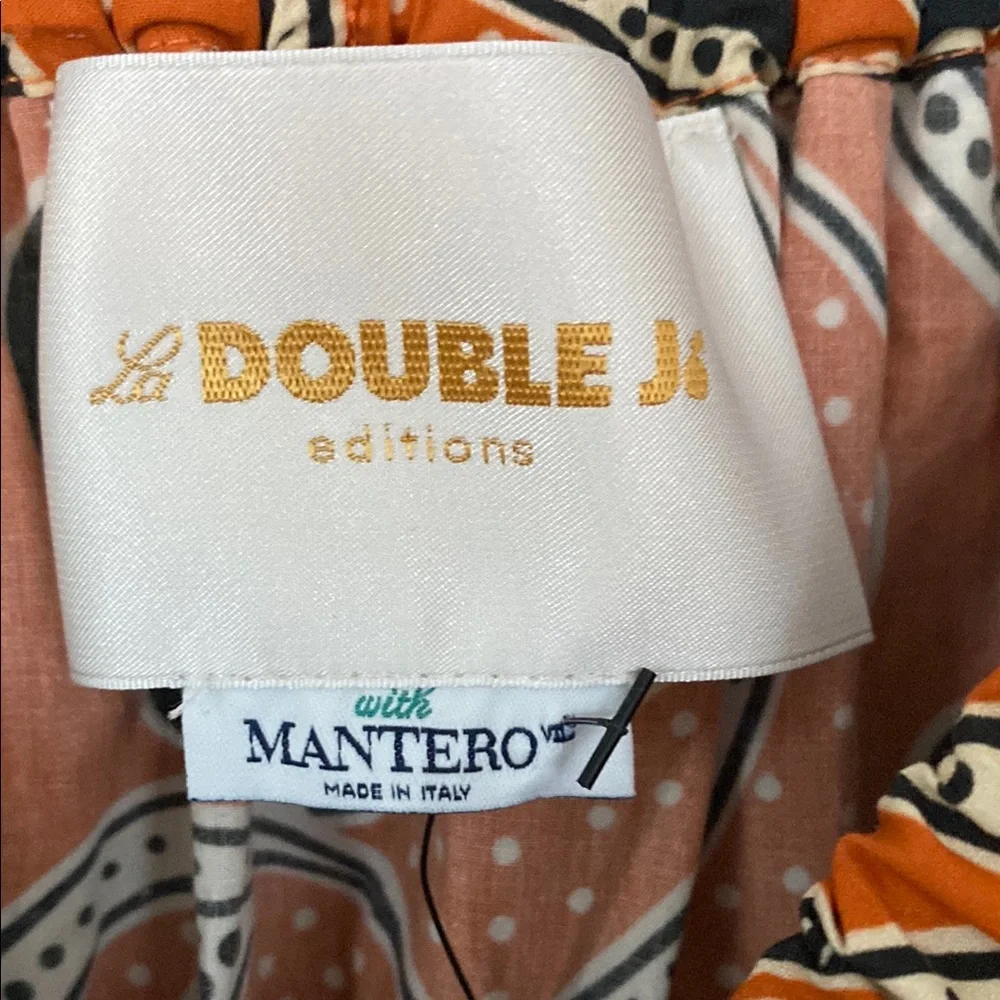 La DOUBLE J
editions
with
MANTERO
MADE IN ITALY